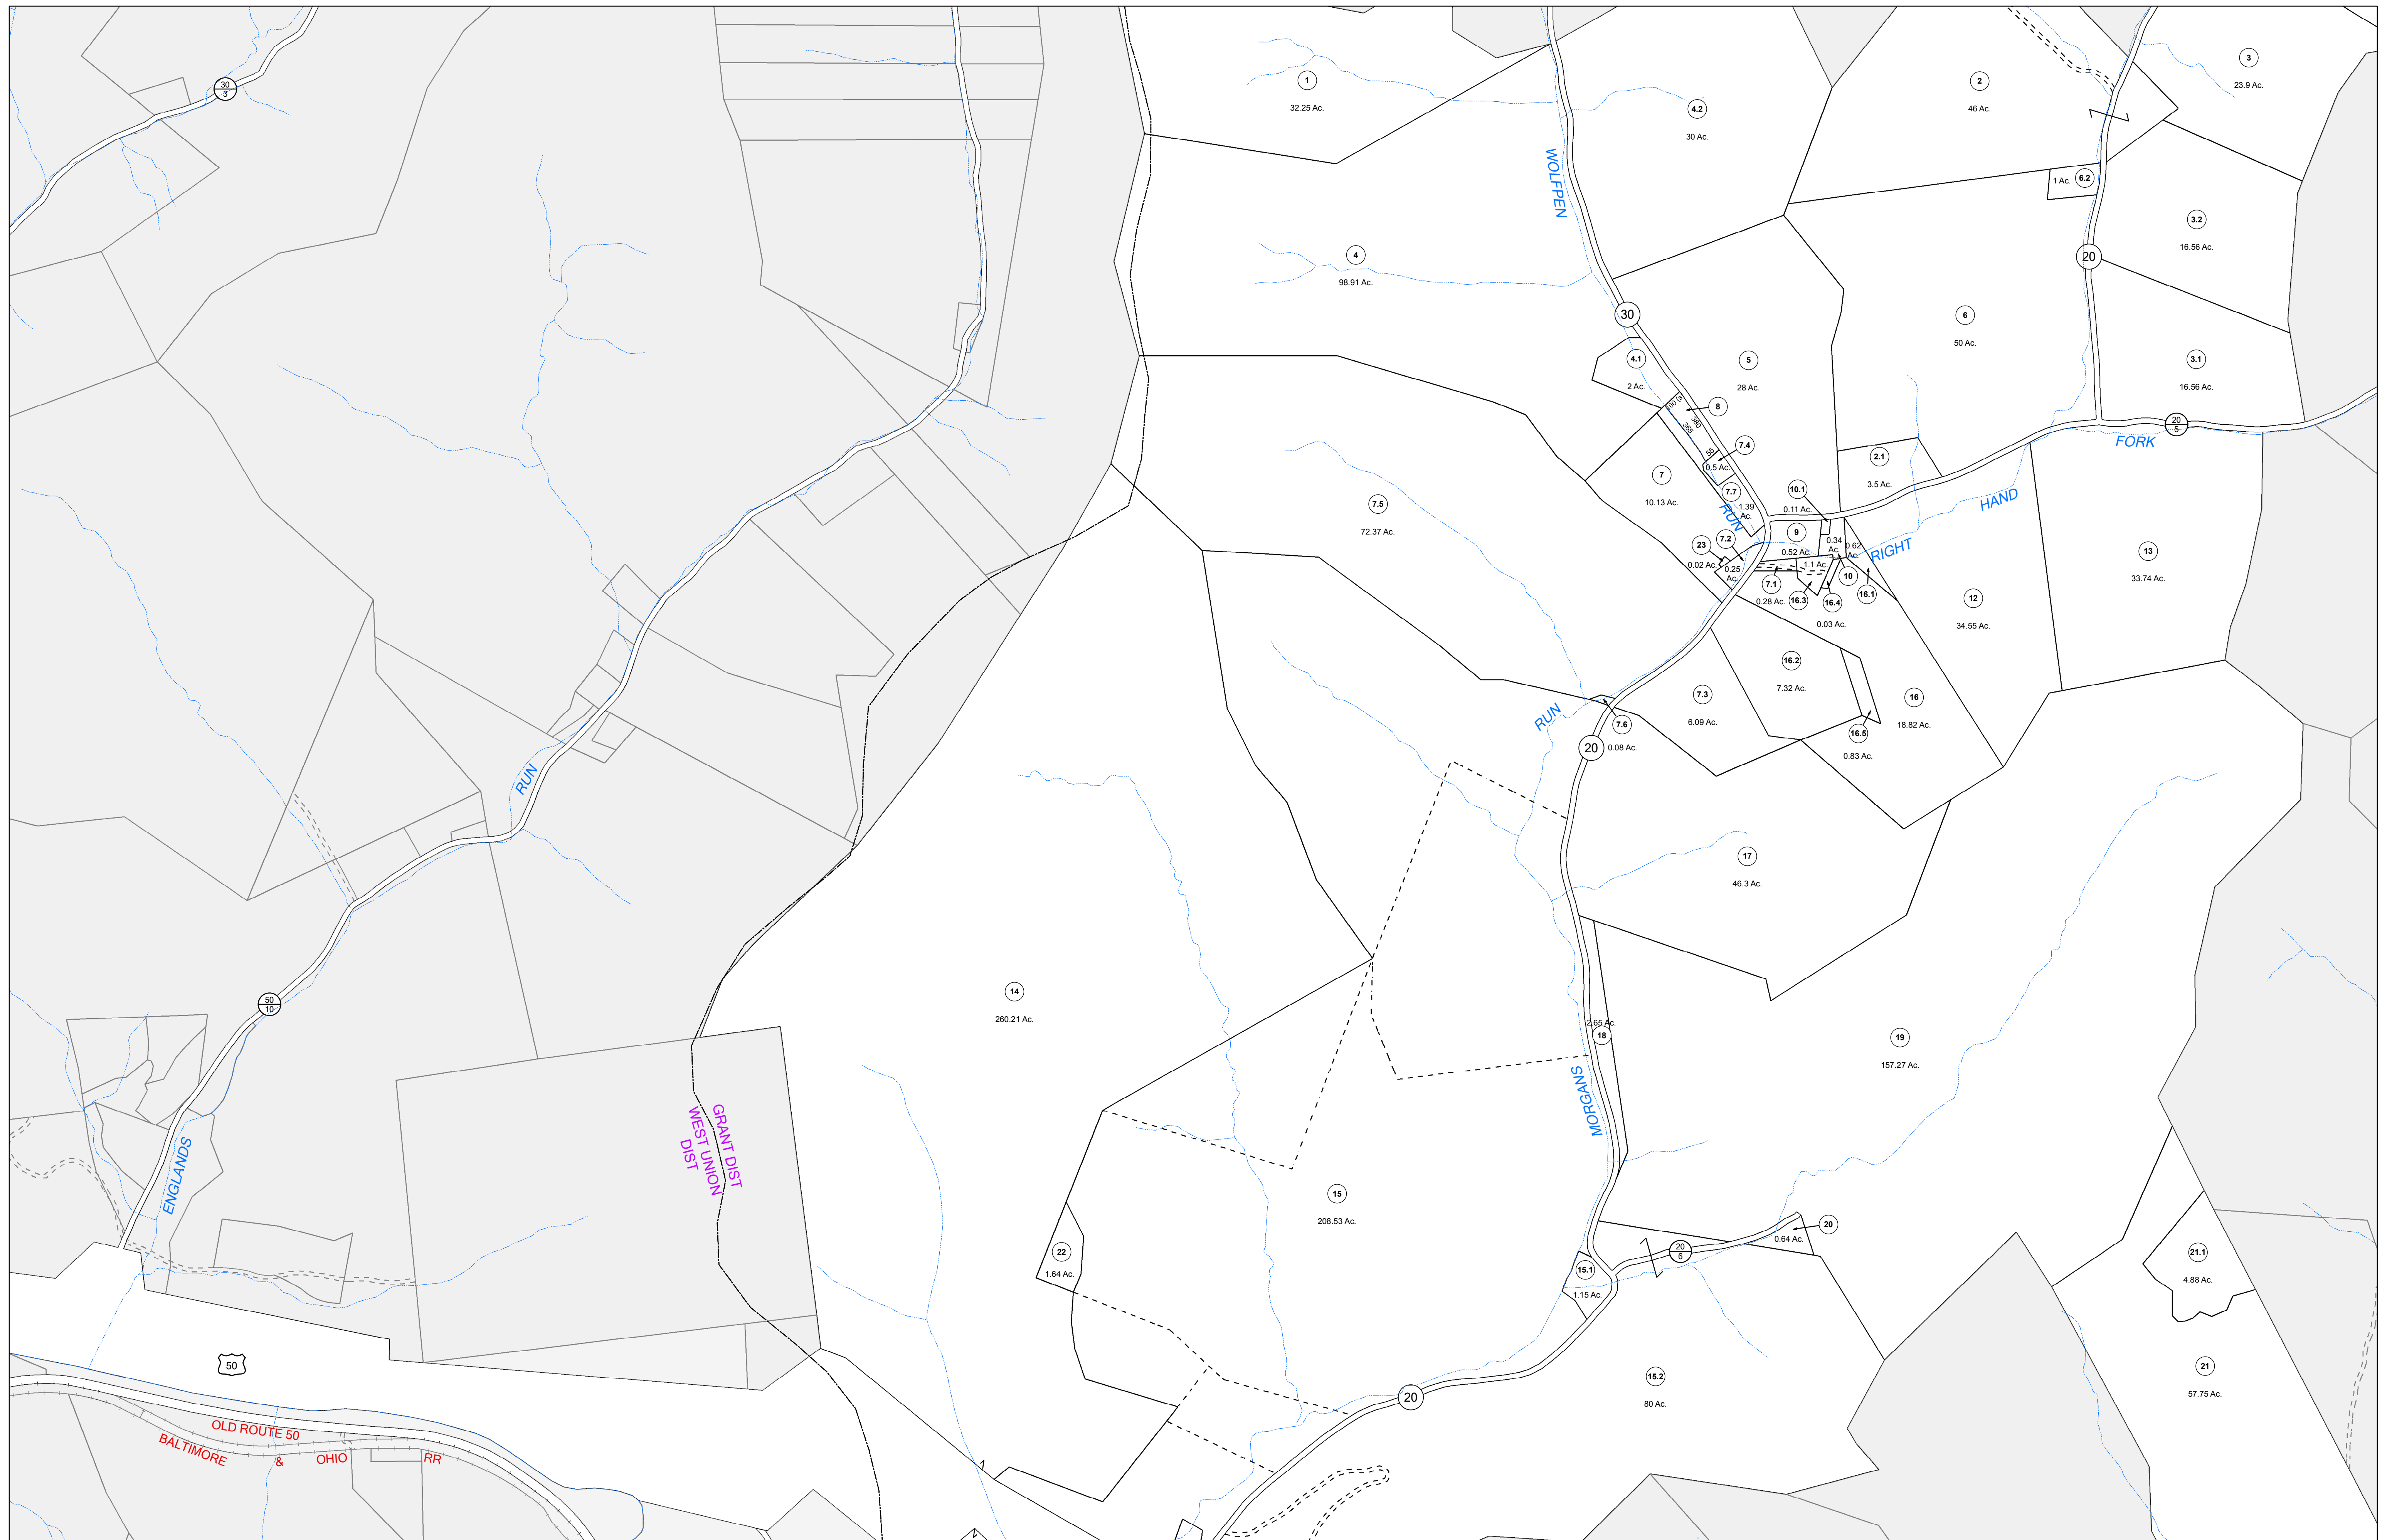 30
3
1
32.25 Ac.
4.2
30 Ac.
2
46 Ac.
3
23.9 Ac.
WOLFPEN
1 Ac.
6.2
3.2
16.56 Ac.
4
98.91 Ac.
20
30
6
50 Ac.
4.1
2 Ac.
5
28 Ac.
3.1
16.56 Ac.
100 (s)
8
380
365
20
5
FORK
55
7.4
0.5 Ac.
2.1
3.5 Ac.
7
10.13 Ac.
7.7
1.39
Ac.
10.1
0.11 Ac.
7.5
72.37 Ac.
RUN
HAND
9
0.52 Ac.
0.34
Ac.
0.62
Ac.
RIGHT
13
33.74 Ac.
23
0.02 Ac.
7.2
0.25
Ac.
1.1 Ac.
7.1
0.28 Ac.
16.3
16.4
0.03 Ac.
10
16.1
12
34.55 Ac.
16.2
7.32 Ac.
7.3
6.09 Ac.
16
18.82 Ac.
RUN
7.6
0.08 Ac.
20
16.5
0.83 Ac.
RUN
17
46.3 Ac.
50
10
14
260.21 Ac.
2.65 Ac.
18
19
157.27 Ac.
MORGANS
GRANT DIST
WEST UNION
DIST
ENGLANDS
15
208.53 Ac.
22
1.64 Ac.
20
0.64 Ac.
20
6
15.1
1.15 Ac.
21.1
4.88 Ac.
50
15.2
80 Ac.
21
57.75 Ac.
20
OLD ROUTE 50
BALTIMORE
&
OHIO
RR